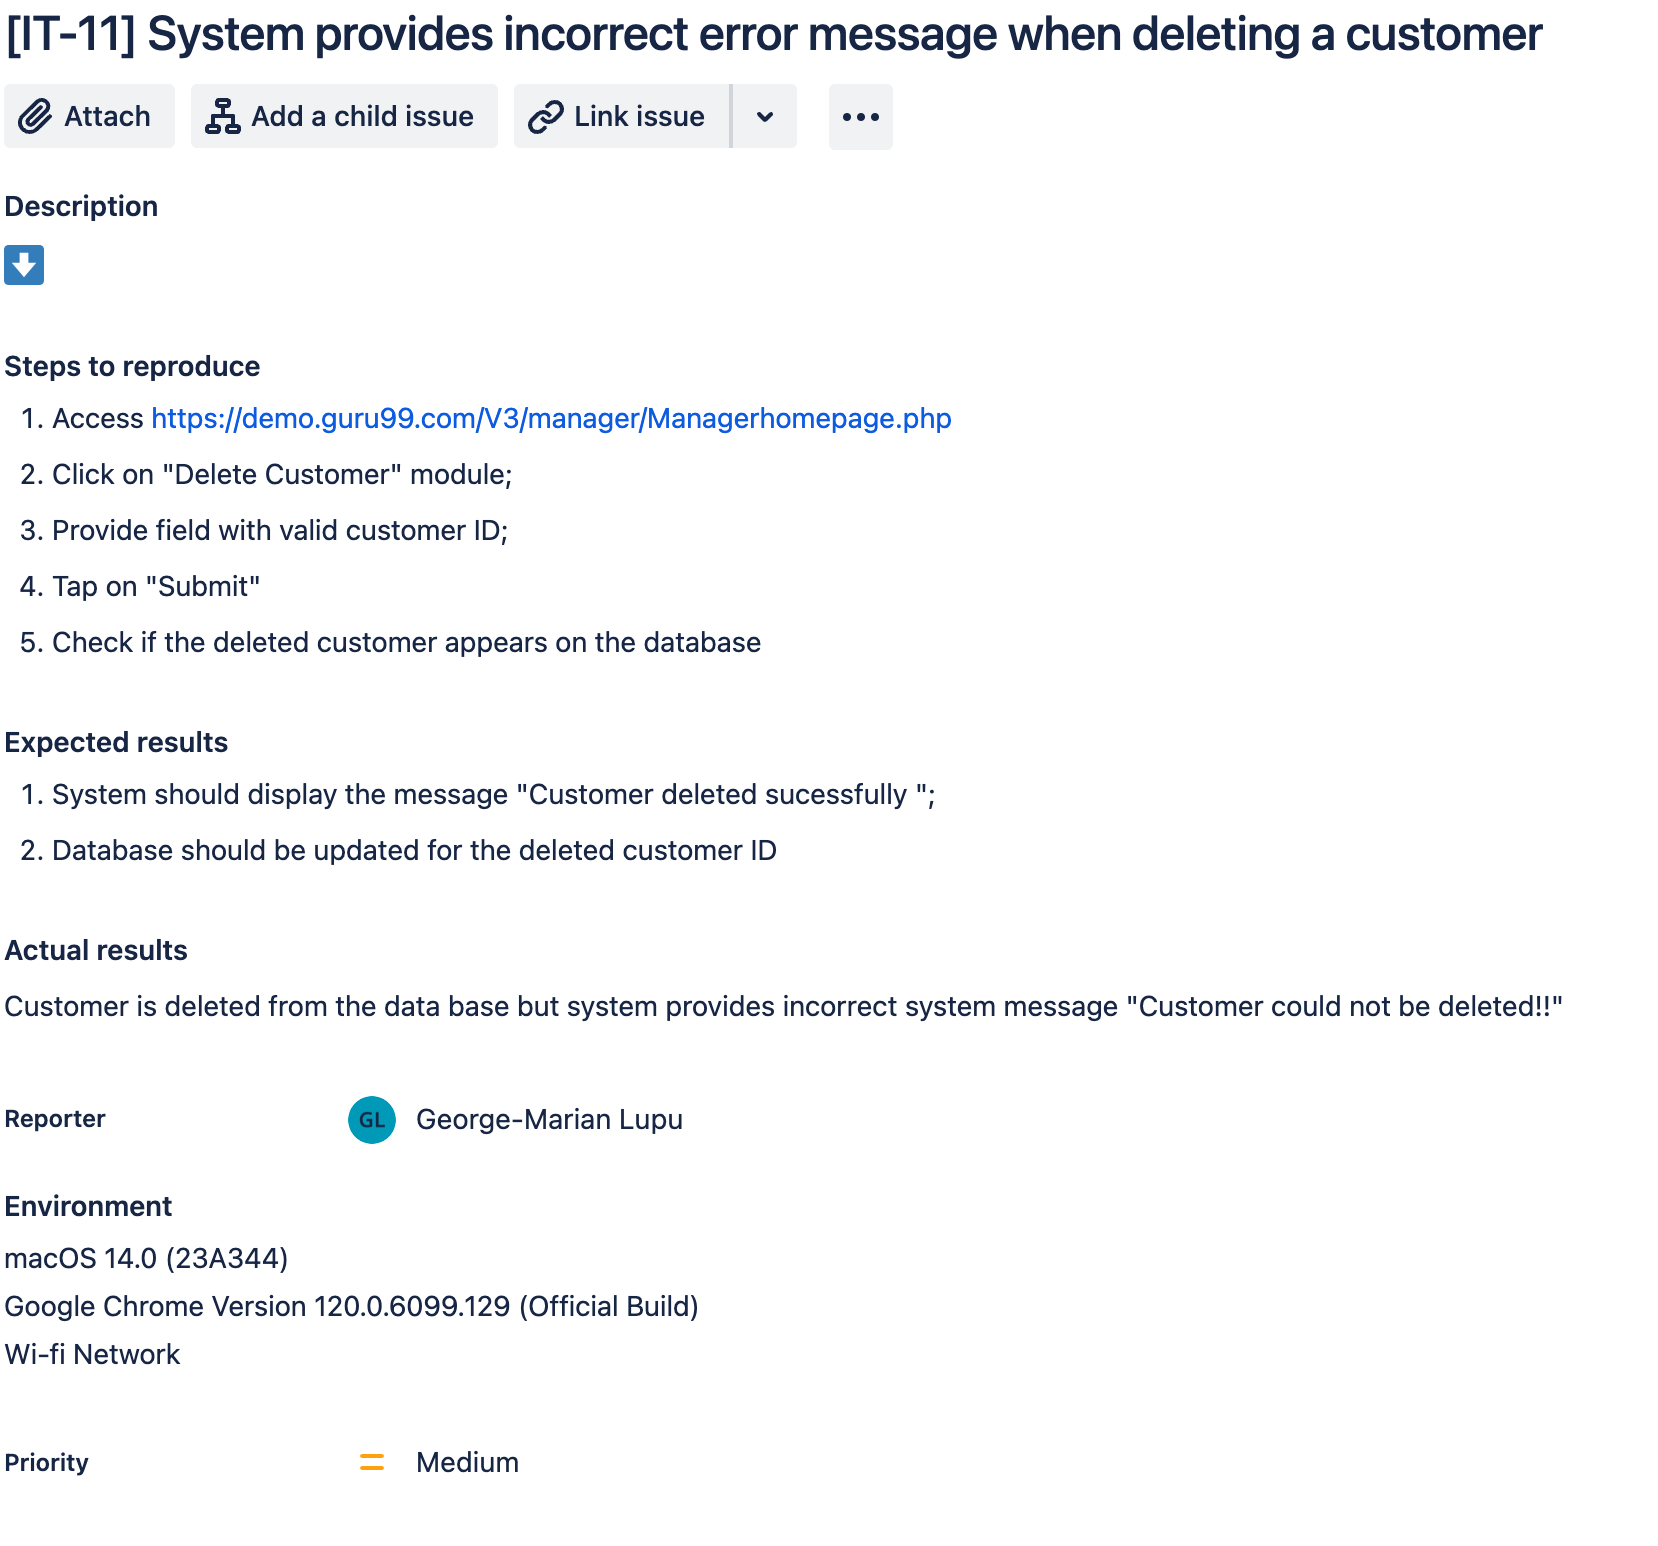 [IT-11] System provides incorrect error message when deleting a customer
Attach Add a child issue Link issue
Description
Steps to reproduce
1. Access https://demo.guru99.com/V3/manager/Managerhomepage.php
2. Click on "Delete Customer" module;
3. Provide field with valid customer ID;
4. Tap on "Submit"
5. Check if the deleted customer appears on the database
Expected results
1. System should display the message "Customer deleted sucessfully ";
2. Database should be updated for the deleted customer ID
Actual results
Customer is deleted from the data base but system provides incorrect system message "Customer could not be deleted!!"
Reporter GL George-Marian Lupu
Environment
macOS 14.0 (23A344)
Google Chrome Version 120.0.6099.129 (Official Build)
Wi-fi Network
Priority Medium